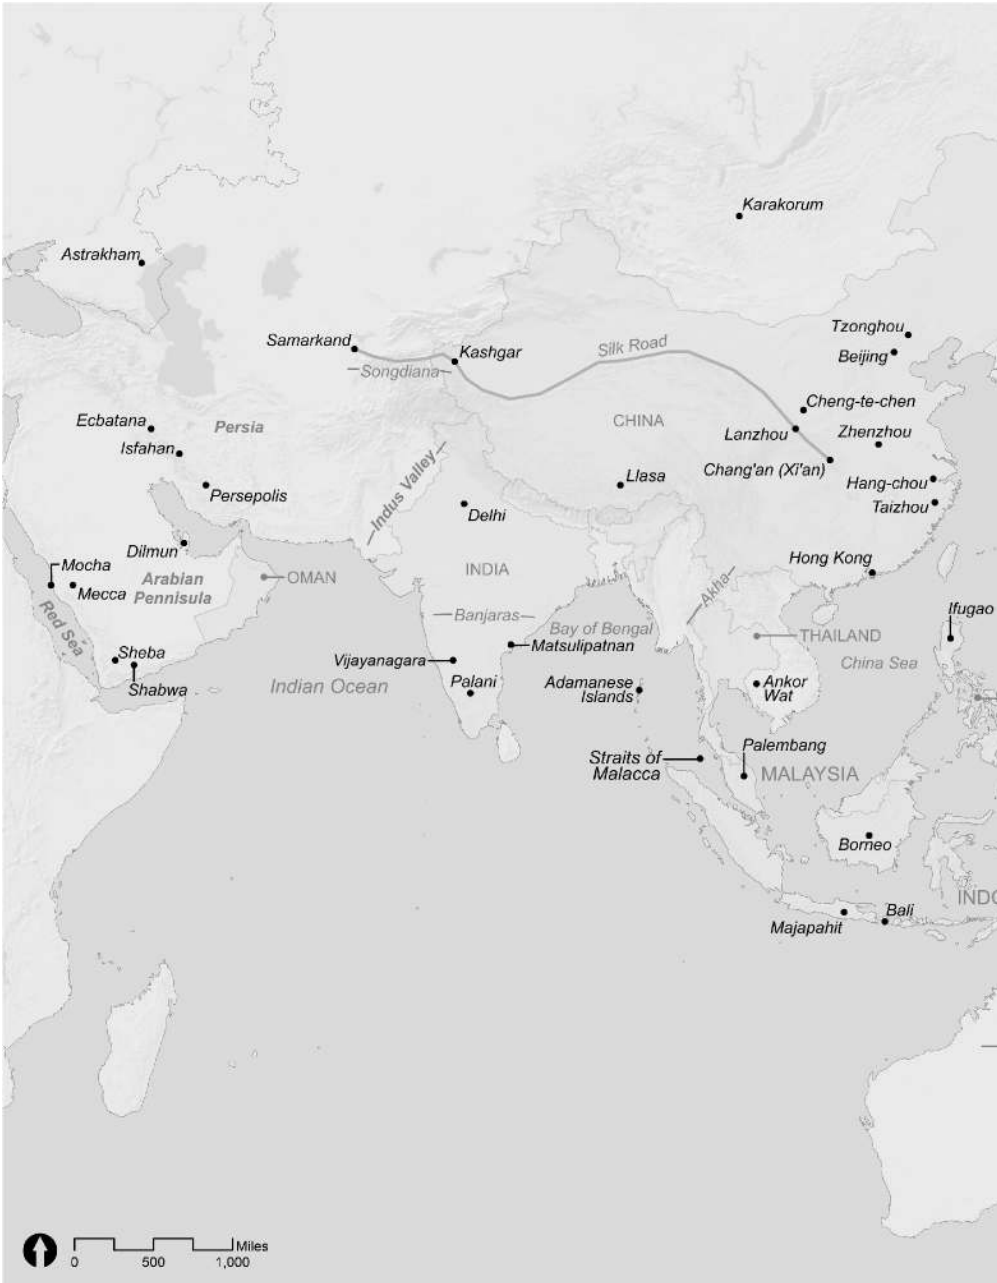 Karakorum
Astrakham
Tzonghou
Samarkand
Silk Road
Beijing
Kashgar
Songdiana
Cheng-te-chen
Ecbatana
Persia
CHINA
Lanzhou
Zhenzhou
Isfahan
Chang'an (Xi'an)
Indus Valley
Llasa
Hang-chou
Persepolis
Taizhou
Delhi
Dilmun
Hong Kong
Mocha
Arabian
Pennisula
OMAN
INDIA
Akha
Mecca
Ifugao
Red Sea
Banjaras
Bay of Bengal
THAILAND
Matsulipatnan
Sheba
Vijayanagara
China Sea
Shabwa
Indian Ocean
Palani
Adamanese
Islands
Ankor
Wat
Straits of
Malacca
Palembang
MALAYSIA
Borneo
INDO
Bali
Majapahit
Miles
0 500 1,000